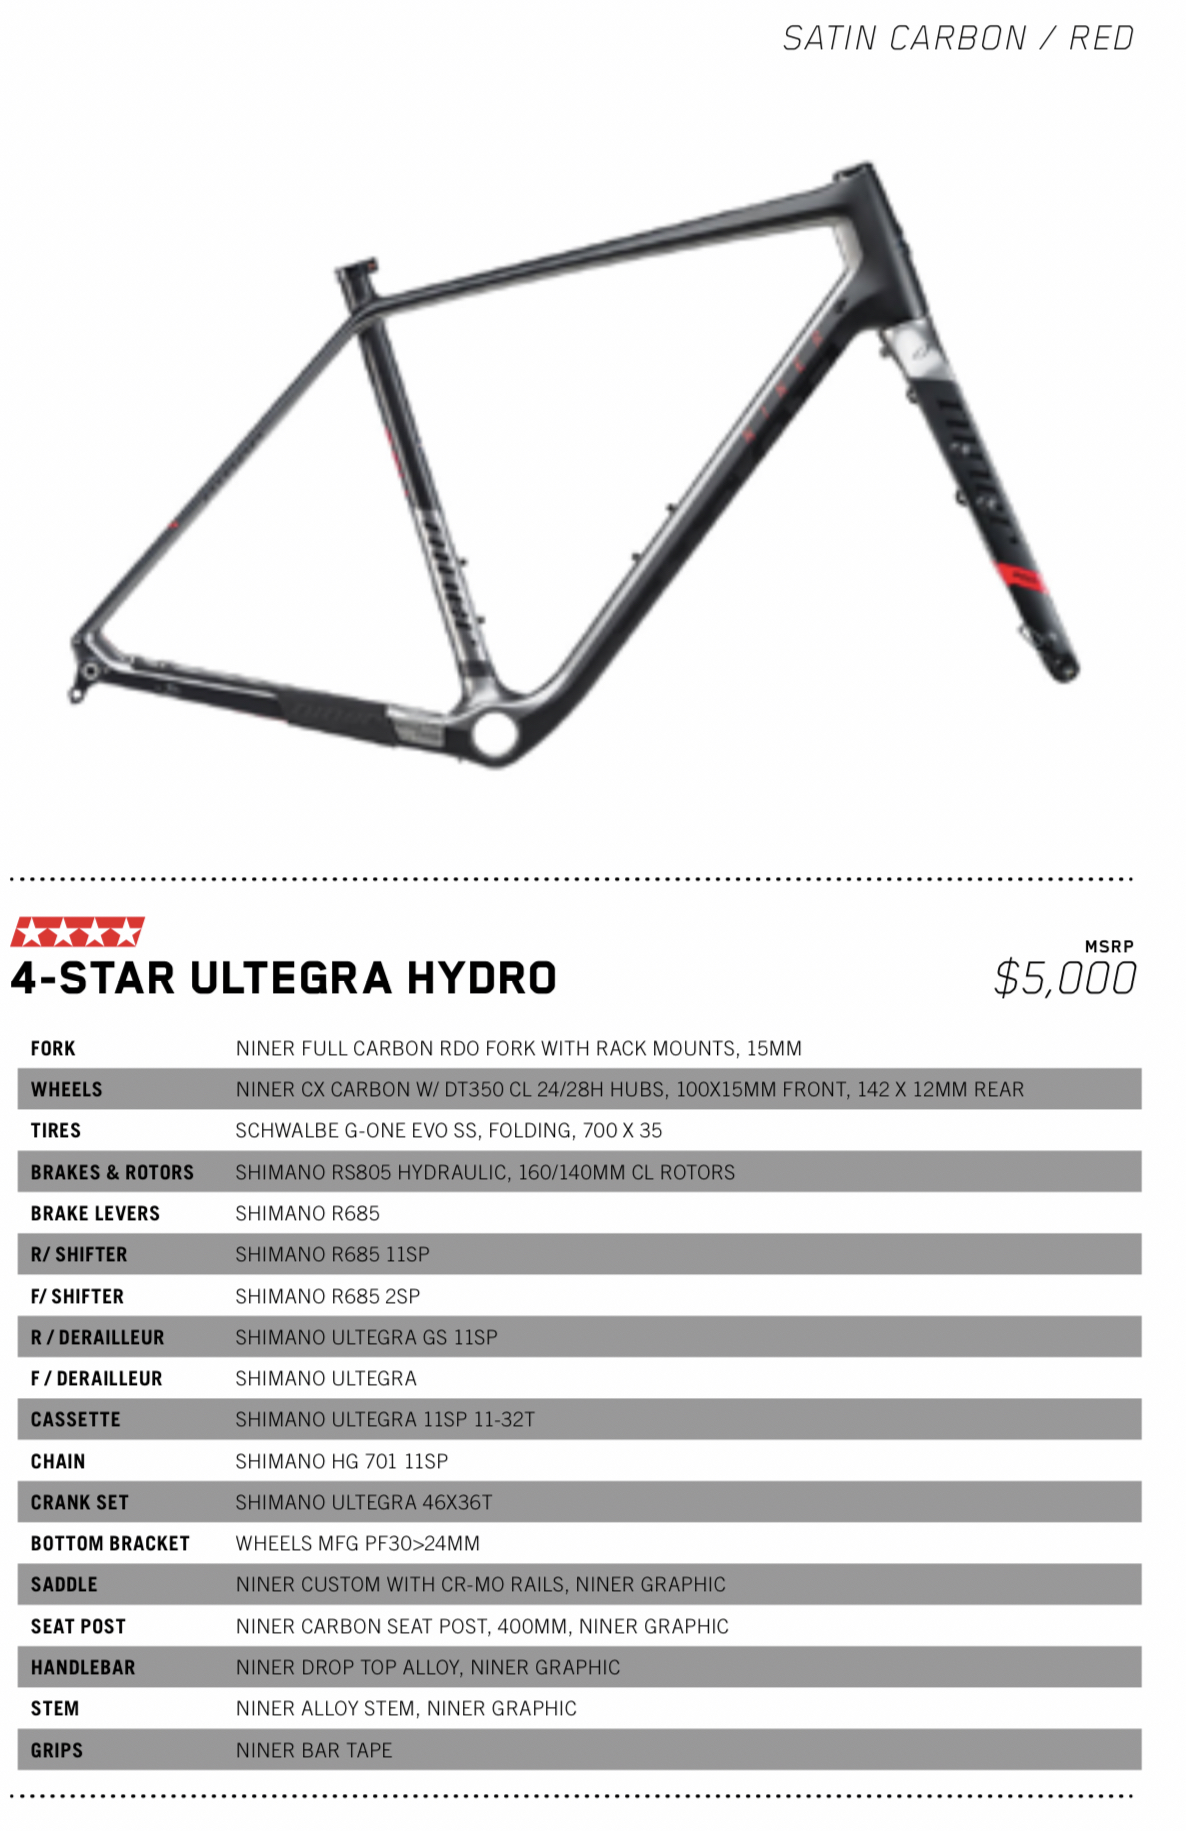 SATIN CARBON / RED
NINER
niner
niner
niner
4-STAR ULTEGRA HYDRO
MSRP
$5,000
FORK NINER FULL CARBON RDO FORK WITH RACK MOUNTS, 15MM
WHEELS NINER CX CARBON W/ DT350 CL 24/28H HUBS, 100X15MM FRONT, 142 X 12MM REAR
TIRES SCHWALBE G-ONE EVO SS, FOLDING, 700 X 35
BRAKES & ROTORS SHIMANO RS805 HYDRAULIC, 160/140MM CL ROTORS
BRAKE LEVERS SHIMANO R685
R/ SHIFTER SHIMANO R685 11SP
F/ SHIFTER SHIMANO R685 2SP
R / DERAILLEUR SHIMANO ULTEGRA GS 11SP
F / DERAILLEUR SHIMANO ULTEGRA
CASSETTE SHIMANO ULTEGRA 11SP 11-32T
CHAIN SHIMANO HG 701 11SP
CRANK SET SHIMANO ULTEGRA 46X36T
BOTTOM BRACKET WHEELS MFG PF30>24MM
SADDLE NINER CUSTOM WITH CR-MO RAILS, NINER GRAPHIC
SEAT POST NINER CARBON SEAT POST, 400MM, NINER GRAPHIC
HANDLEBAR NINER DROP TOP ALLOY, NINER GRAPHIC
STEM NINER ALLOY STEM, NINER GRAPHIC
GRIPS NINER BAR TAPE